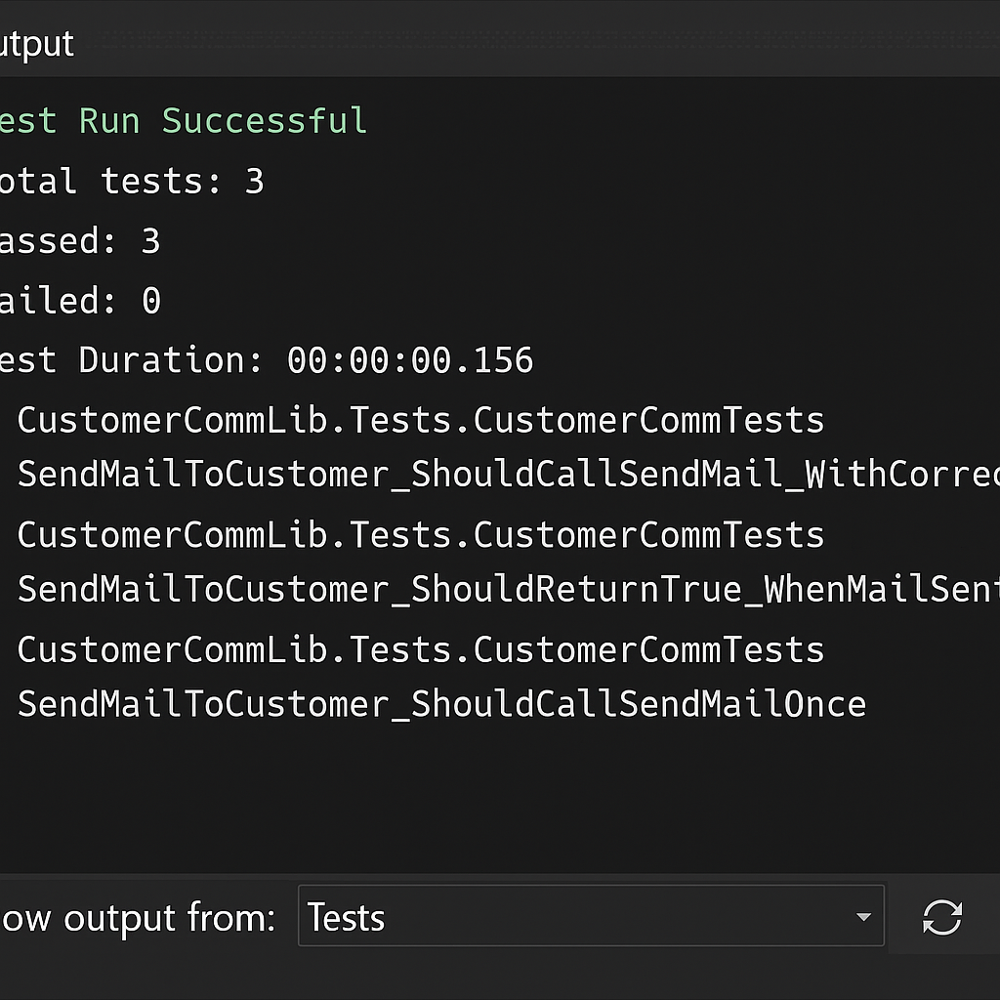 utput
est Run Successful
otal tests: 3
assed: 3
ailed: 0
est Duration: 00:00:00.156
CustomerCommLib.Tests.CustomerCommTests
SendMailToCustomer_ShouldCallSendMail_WithCorrec
CustomerCommLib.Tests.CustomerCommTests
SendMailToCustomer_ShouldReturnTrue_WhenMailSent
CustomerCommLib.Tests.CustomerCommTests
SendMailToCustomer_ShouldCallSendMailOnce
ow output from: Tests